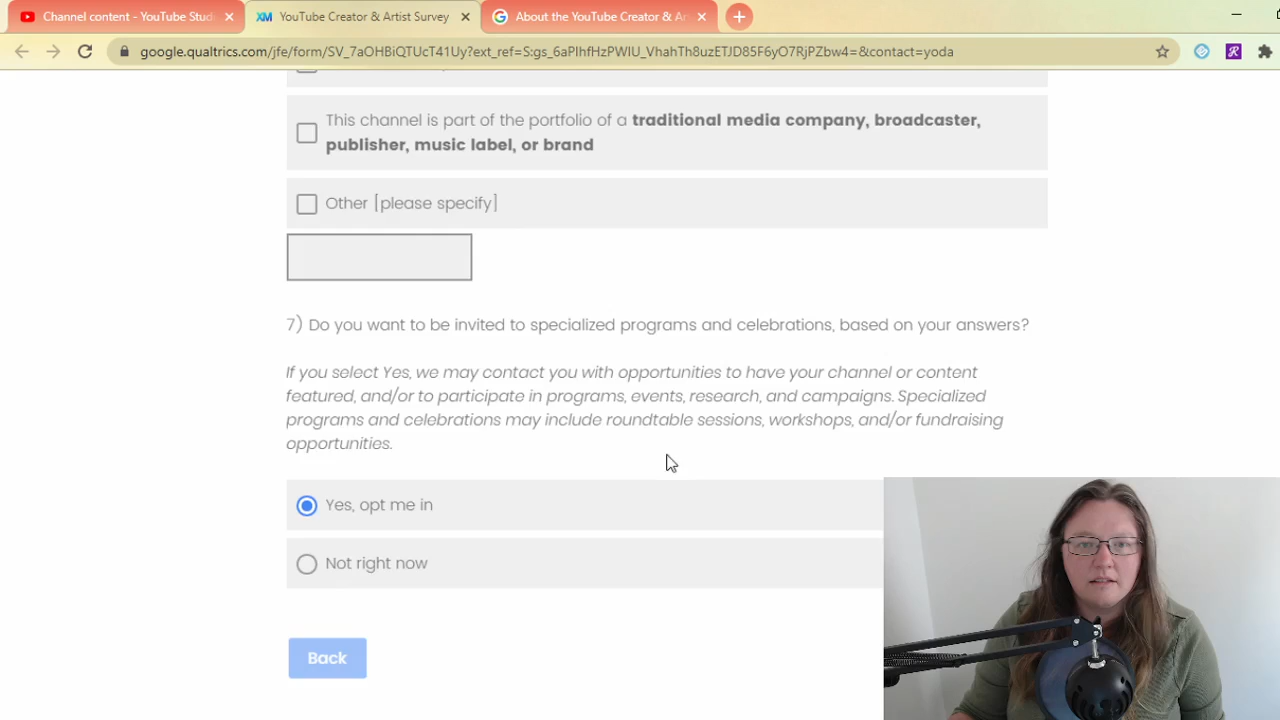 Channel content - YouTube Stud
YouTube Creator & Artist Survey
About the YouTube Creator & Ar
google.qualtrics.com/jfe/form/SV_7aOHBiQTUcT41Uy?ext_ref=S:gs_6aPIhfHzPWIU_VhahTh8uzETJD85F6yO7RjPZbw4=&contact=yoda
This channel is part of the portfolio of a traditional media company, broadcaster,
publisher, music label, or brand
Other [please specify]
7) Do you want to be invited to specialized programs and celebrations, based on your answers?
If you select Yes, we may contact you with opportunities to have your channel or content
featured, and/or to participate in programs, events, research, and campaigns. Specialized
programs and celebrations may include roundtable sessions, workshops, and/or fundraising
opportunities.
Yes, opt me in
Not right now
Back